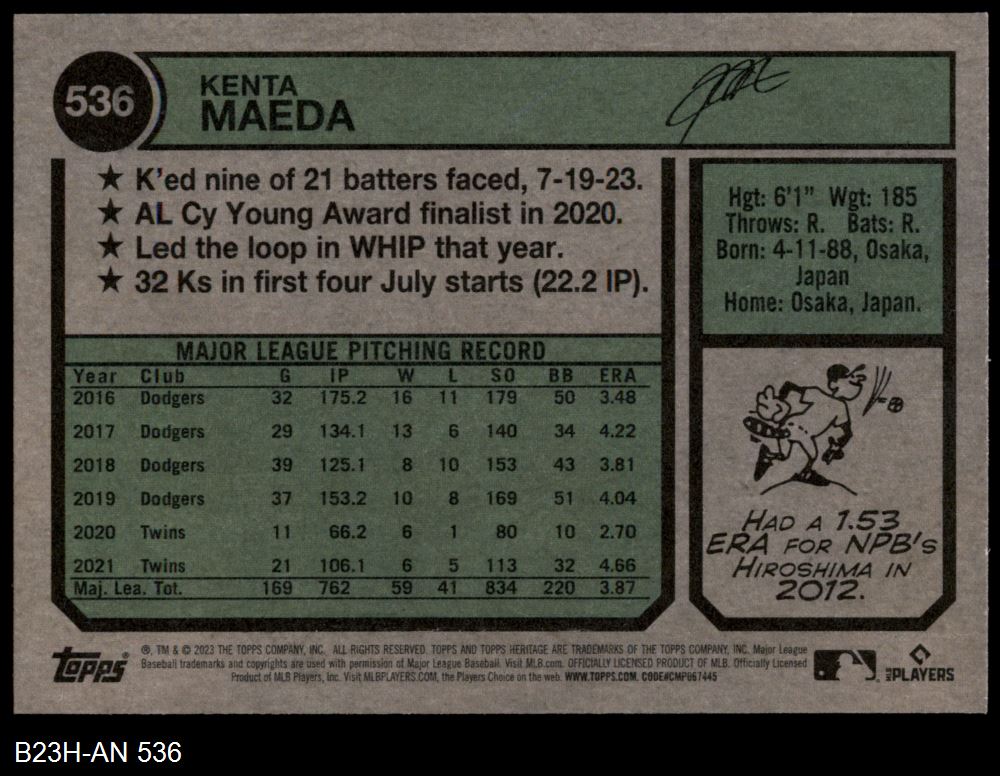 536
KENTA
MAEDA
★ K'ed nine of 21 batters faced, 7-19-23.
★ AL Cy Young Award finalist in 2020.
★ Led the loop in WHIP that year.
★ 32 Ks in first four July starts (22.2 IP).
Hgt: 6'1" Wgt: 185
Throws: R. Bats: R.
Born: 4-11-88, Osaka,
Japan
Home: Osaka, Japan.
MAJOR LEAGUE PITCHING RECORD
Year Club G IP W L SO BB ERA
2016 Dodgers 32 175.2 16 11 179 50 3.48
2017 Dodgers 29 134.1 13 6 140 34 4.22
2018 Dodgers 39 125.1 8 10 153 43 3.81
2019 Dodgers 37 153.2 10 8 169 51 4.04
2020 Twins 11 66.2 6 1 80 10 2.70
2021 Twins 21 106.1 6 5 113 32 4.66
Maj. Lea. Tot. 169 762 59 41 834 220 3.87
HAD A 1.53
ERA FOR NPB'S
HIROSHIMA IN
2012.
TOPPS®
®, TM & © 2023 THE TOPPS COMPANY, INC. ALL RIGHTS RESERVED. TOPPS AND TOPPS HERITAGE ARE TRADEMARKS OF THE TOPPS COMPANY, INC. Major League
Baseball trademarks and copyrights are used with permission of Major League Baseball. Visit MLB.com. OFFICIALLY LICENSED PRODUCT OF MLB. Officially Licensed
Product of MLB Players, Inc. Visit MLBPLAYERS.COM, the Players Choice on the web. WWW.TOPPS.COM. CODE#CMP067445
MLB PLAYERS
B23H-AN 536